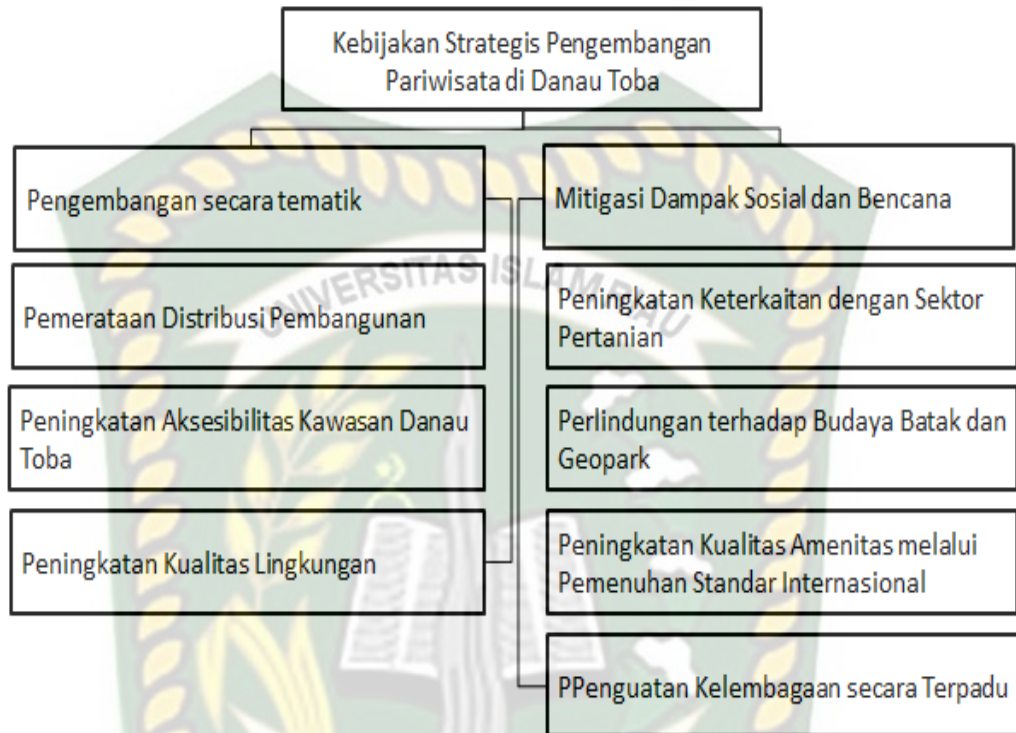 Kebijakan Strategis Pengembangan
Pariwisata di Danau Toba
Pengembangan secara tematik
Pemerataan Distribusi Pembangunan
Peningkatan Aksesibilitas Kawasan Danau
Toba
Peningkatan Kualitas Lingkungan
Mitigasi Dampak Sosial dan Bencana
Peningkatan Keterkaitan dengan Sektor
Pertanian
Perlindungan terhadap Budaya Batak dan
Geopark
Peningkatan Kualitas Amenitas melalui
Pemenuhan Standar Internasional
PPenguatan Kelembagaan secara Terpadu
UNIVERSITAS ISLAM RIAU